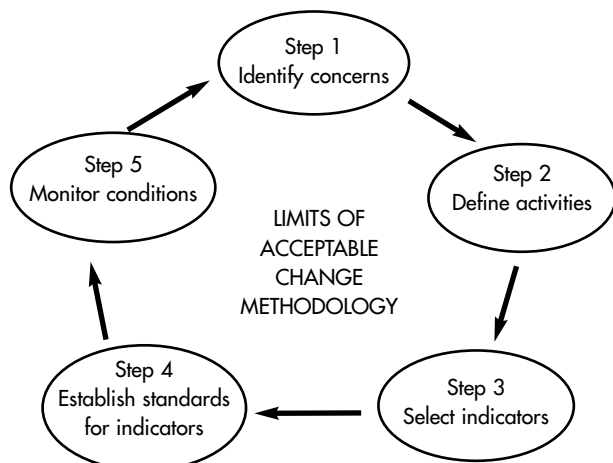 Step 1
Identify concerns
Step 2
Define activities
Step 3
Select indicators
Step 4
Establish standards
for indicators
Step 5
Monitor conditions
LIMITS OF
ACCEPTABLE
CHANGE
METHODOLOGY